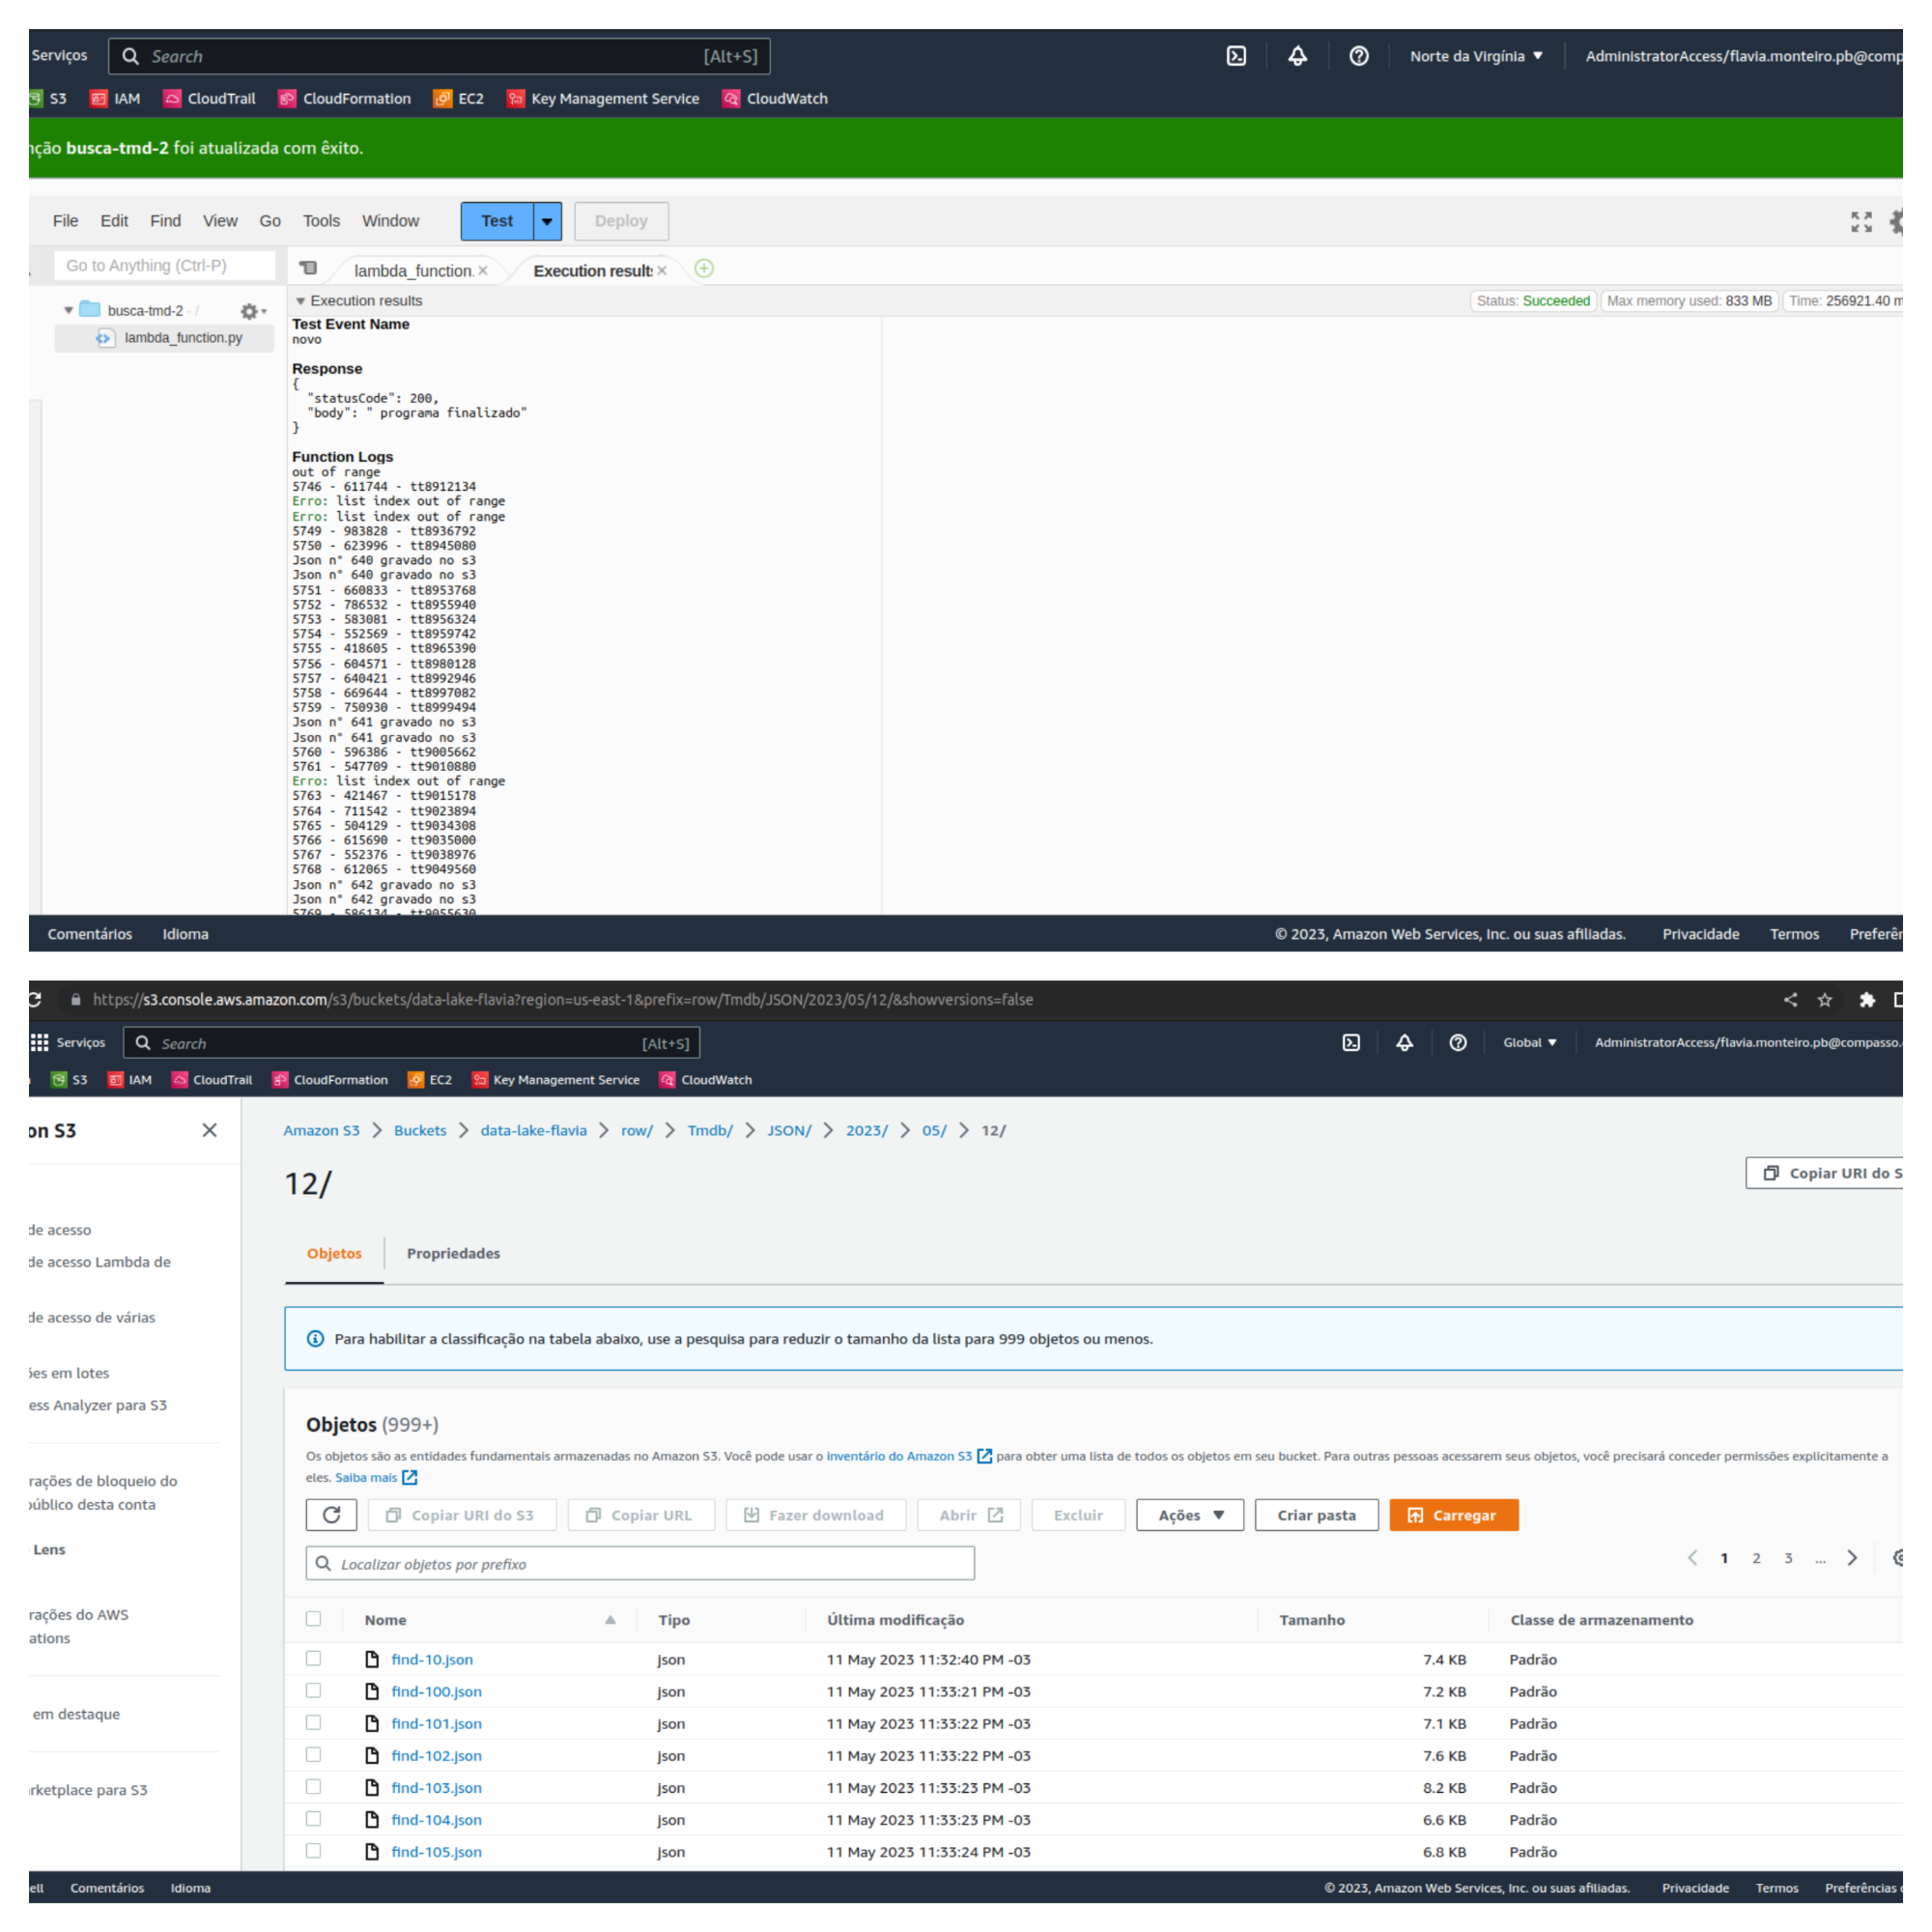 Serviços Search [Alt+S] Norte da Virgínia AdministratorAccess/flavia.monteiro.pb@comp
S3 IAM CloudTrail CloudFormation EC2 Key Management Service CloudWatch
nção busca-tmd-2 foi atualizada com êxito.
File Edit Find View Go Tools Window Test Deploy
Go to Anything (Ctrl-P) lambda_function. × Execution result: ×
Execution results Status: Succeeded Max memory used: 833 MB Time: 256921.40 m
busca-tmd-2 - /
lambda_function.py
Test Event Name
novo
Response
{
"statusCode": 200,
"body": " programa finalizado"
}
Function Logs
out of range
5746 - 611744 - tt8912134
Erro: list index out of range
Erro: list index out of range
5749 - 983828 - tt8936792
5750 - 623996 - tt8945080
Json n° 640 gravado no s3
Json n° 640 gravado no s3
5751 - 660833 - tt8953768
5752 - 786532 - tt8955940
5753 - 583081 - tt8956324
5754 - 552569 - tt8959742
5755 - 418605 - tt8965390
5756 - 604571 - tt8980128
5757 - 640421 - tt8992946
5758 - 669644 - tt8997082
5759 - 750930 - tt8999494
Json n° 641 gravado no s3
Json n° 641 gravado no s3
5760 - 596386 - tt9005662
5761 - 547709 - tt9010880
Erro: list index out of range
5763 - 421467 - tt9015178
5764 - 711542 - tt9023894
5765 - 504129 - tt9034308
5766 - 615690 - tt9035000
5767 - 552376 - tt9038976
5768 - 612065 - tt9049560
Json n° 642 gravado no s3
Json n° 642 gravado no s3
5769 - 586134 - tt9055630
Comentários Idioma © 2023, Amazon Web Services, Inc. ou suas afiliadas. Privacidade Termos Preferên
https://s3.console.aws.amazon.com/s3/buckets/data-lake-flavia?region=us-east-1&prefix=row/Tmdb/JSON/2023/05/12/&showversions=false
Serviços Search [Alt+S] Global AdministratorAccess/flavia.monteiro.pb@compasso.
S3 IAM CloudTrail CloudFormation EC2 Key Management Service CloudWatch
on S3 Amazon S3 > Buckets > data-lake-flavia > row/ > Tmdb/ > JSON/ > 2023/ > 05/ > 12/
12/ Copiar URI do S
de acesso
de acesso Lambda de
Objetos Propriedades
de acesso de várias
Para habilitar a classificação na tabela abaixo, use a pesquisa para reduzir o tamanho da lista para 999 objetos ou menos.
ões em lotes
ess Analyzer para S3
Objetos (999+)
Os objetos são as entidades fundamentais armazenadas no Amazon S3. Você pode usar o inventário do Amazon S3 para obter uma lista de todos os objetos em seu bucket. Para outras pessoas acessarem seus objetos, você precisará conceder permissões explicitamente a
eles. Saiba mais
rações de bloqueio do
público desta conta
Copiar URI do S3 Copiar URL Fazer download Abrir Excluir Ações Criar pasta Carregar
Lens
Localizar objetos por prefixo < 1 2 3 ... >
rações do AWS
ations
Nome Tipo Última modificação Tamanho Classe de armazenamento
find-10.json json 11 May 2023 11:32:40 PM -03 7.4 KB Padrão
find-100.json json 11 May 2023 11:33:21 PM -03 7.2 KB Padrão
em destaque
find-101.json json 11 May 2023 11:33:22 PM -03 7.1 KB Padrão
find-102.json json 11 May 2023 11:33:22 PM -03 7.6 KB Padrão
rketplace para S3
find-103.json json 11 May 2023 11:33:23 PM -03 8.2 KB Padrão
find-104.json json 11 May 2023 11:33:23 PM -03 6.6 KB Padrão
find-105.json json 11 May 2023 11:33:24 PM -03 6.8 KB Padrão
ell Comentários Idioma © 2023, Amazon Web Services, Inc. ou suas afiliadas. Privacidade Termos Preferências